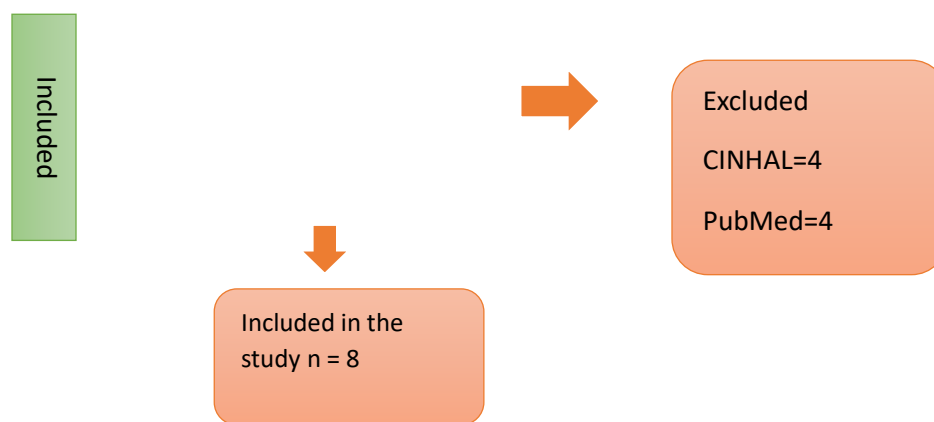 Included
Excluded
CINHAL=4
PubMed=4
Included in the
study n = 8